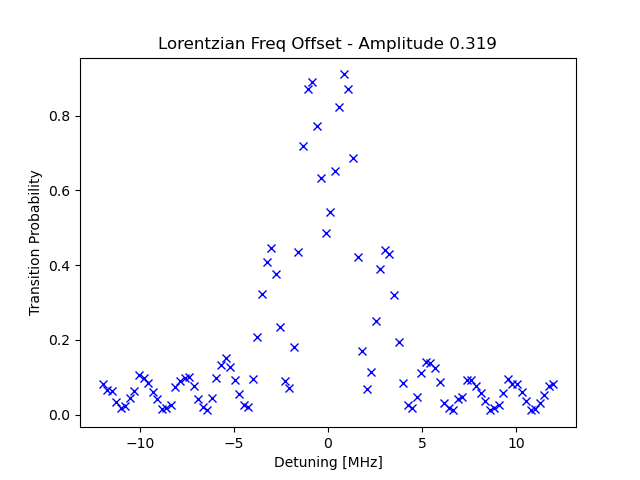 Lorentzian Freq Offset - Amplitude 0.319
Transition Probability
0.8
0.6
0.4
0.2
0.0
−10 −5 0 5 10
Detuning [MHz]